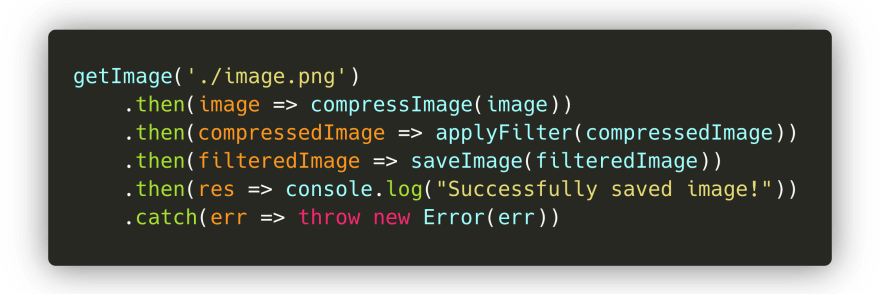 getImage('./image.png')
    .then(image => compressImage(image))
    .then(compressedImage => applyFilter(compressedImage))
    .then(filteredImage => saveImage(filteredImage))
    .then(res => console.log("Successfully saved image!"))
    .catch(err => throw new Error(err))